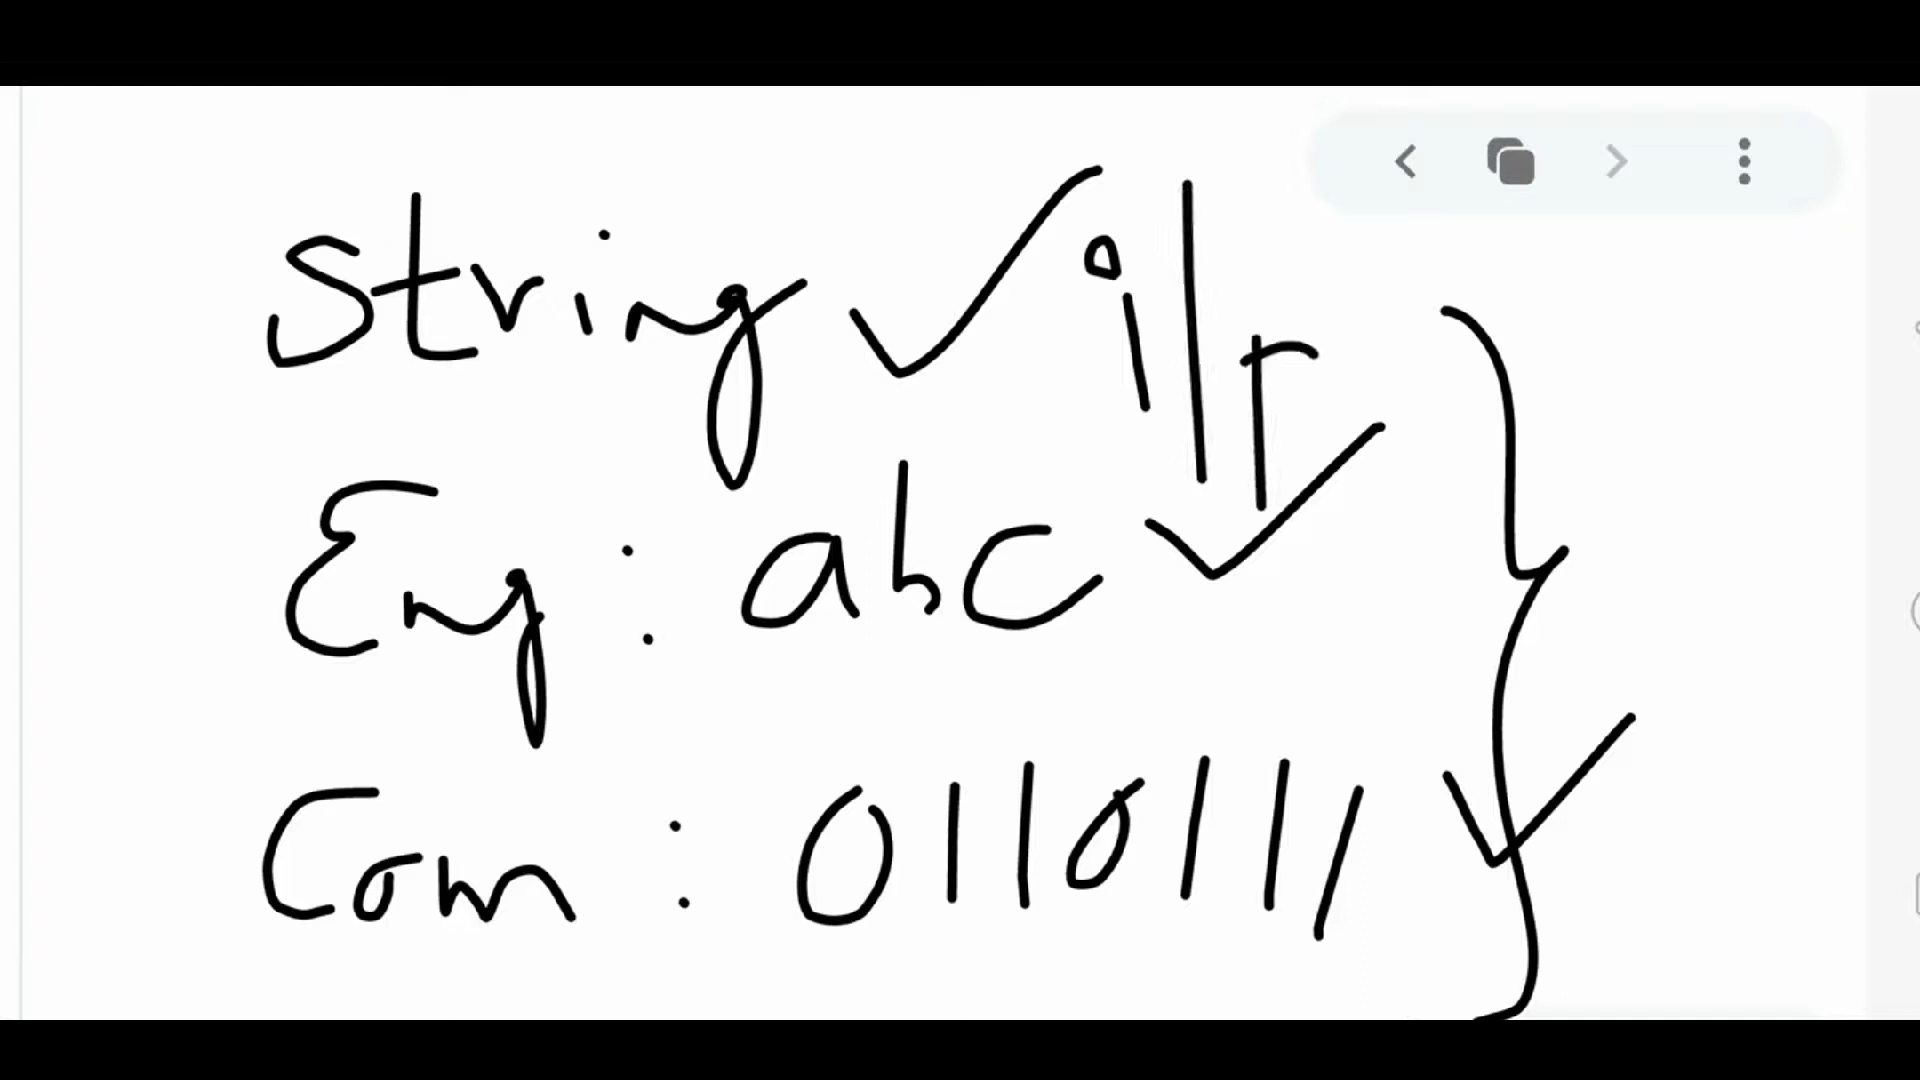 String i/p
Eng : abc
Com : 0110111